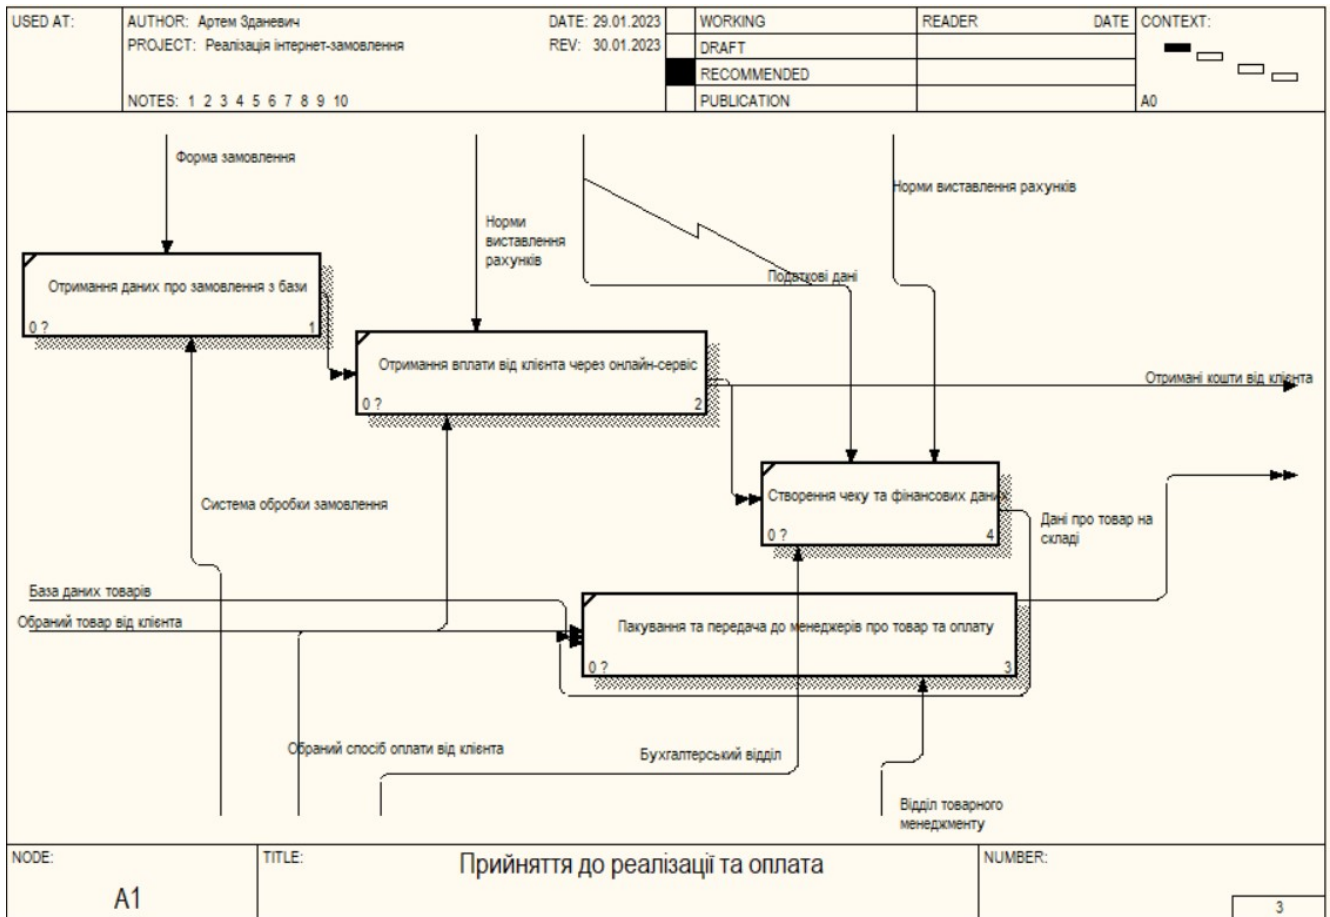 USED AT:
AUTHOR: Артем Зданевич
DATE: 29.01.2023
PROJECT: Реалізація інтернет-замовлення
REV: 30.01.2023
NOTES: 1 2 3 4 5 6 7 8 9 10
WORKING
DRAFT
RECOMMENDED
PUBLICATION
READER
DATE
CONTEXT:
A0
Форма замовлення
Норми
виставлення
рахунків
Норми виставлення рахунків
Податкові дані
Отримання даних про замовлення з бази
0 ?
1
Отримання вплати від клієнта через онлайн-сервіс
0 ?
2
Отримані кошти від клієнта
Створення чеку та фінансових даних
0 ?
4
Система обробки замовлення
Дані про товар на
складі
База даних товарів
Обраний товар від клієнта
Пакування та передача до менеджерів про товар та оплату
0 ?
3
Обраний спосіб оплати від клієнта
Бухгалтерський відділ
Відділ товарного
менеджменту
NODE:
A1
TITLE:
Прийняття до реалізації та оплата
NUMBER:
3